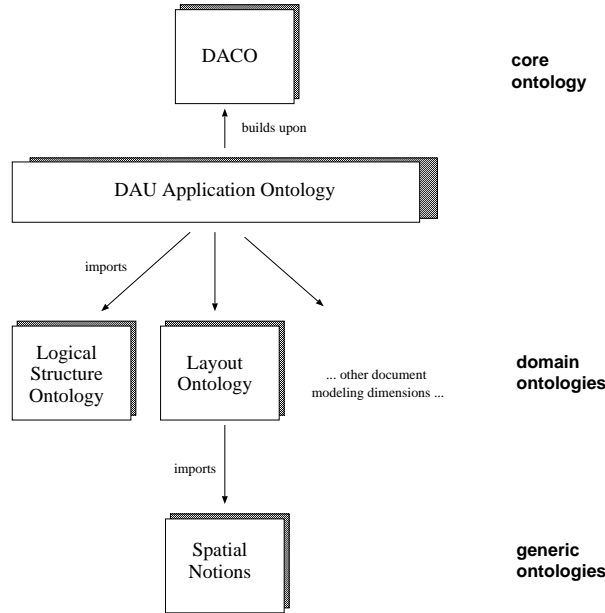 DACO
core
ontology
builds upon
DAU Application Ontology
imports
Logical
Structure
Ontology
Layout
Ontology
... other document
modeling dimensions ...
domain
ontologies
imports
Spatial
Notions
generic
ontologies